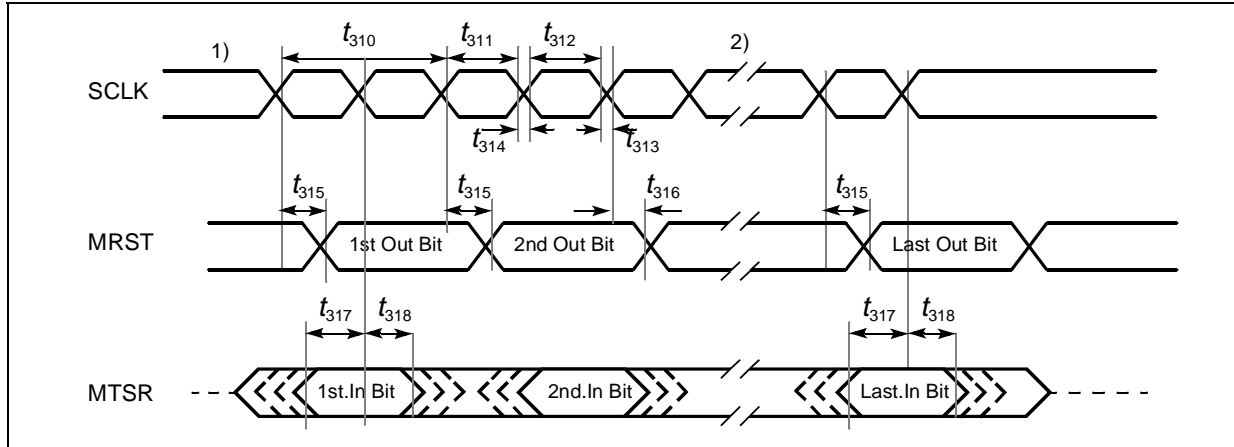 1) t310 t311 t312 2)
SCLK
t314 t313
t315 t315 t316 t315
MRST 1st Out Bit 2nd Out Bit Last Out Bit
t317 t318 t317 t318
MTSR 1st.In Bit 2nd.In Bit Last.In Bit